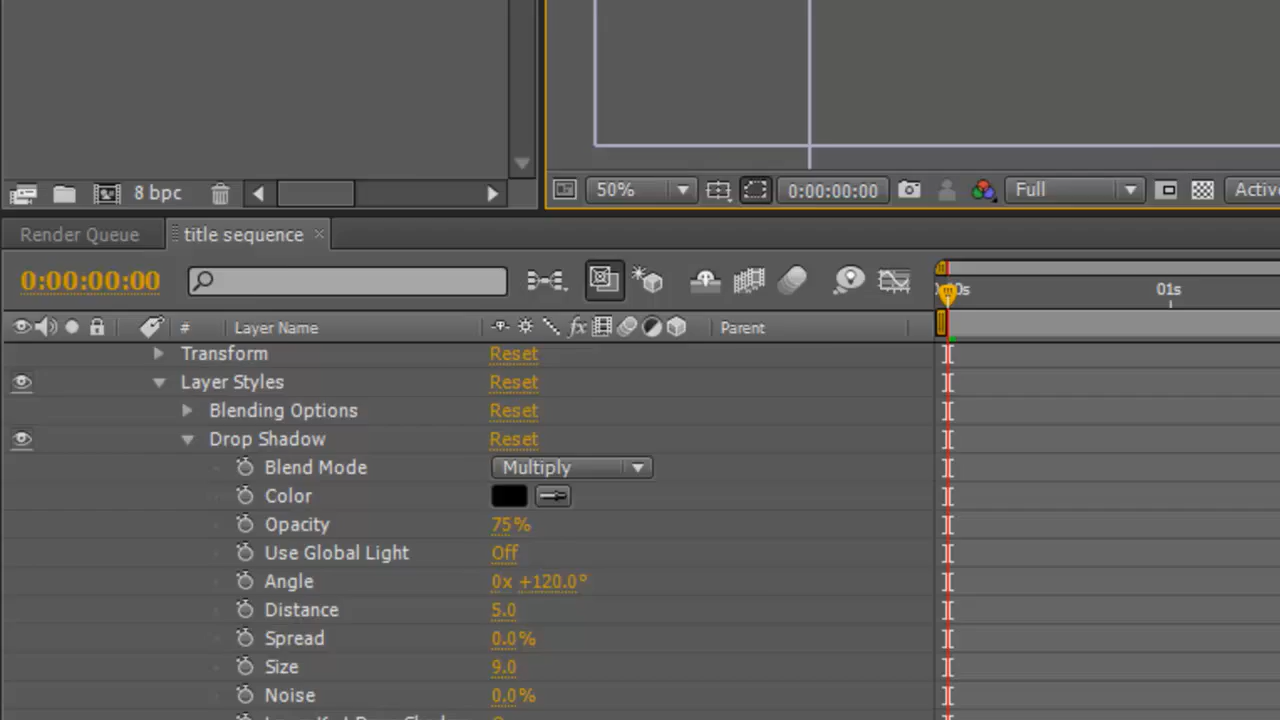 8 bpc
50%
0:00:00:00
Full
Render Queue
title sequence
0:00:00:00
01s
#
Layer Name
fx
Parent
Transform
Reset
Layer Styles
Reset
Blending Options
Reset
Drop Shadow
Reset
Blend Mode
Multiply
Color
Opacity
75%
Use Global Light
Off
Angle
0x +120.0°
Distance
5.0
Spread
0.0%
Size
9.0
Noise
0.0%